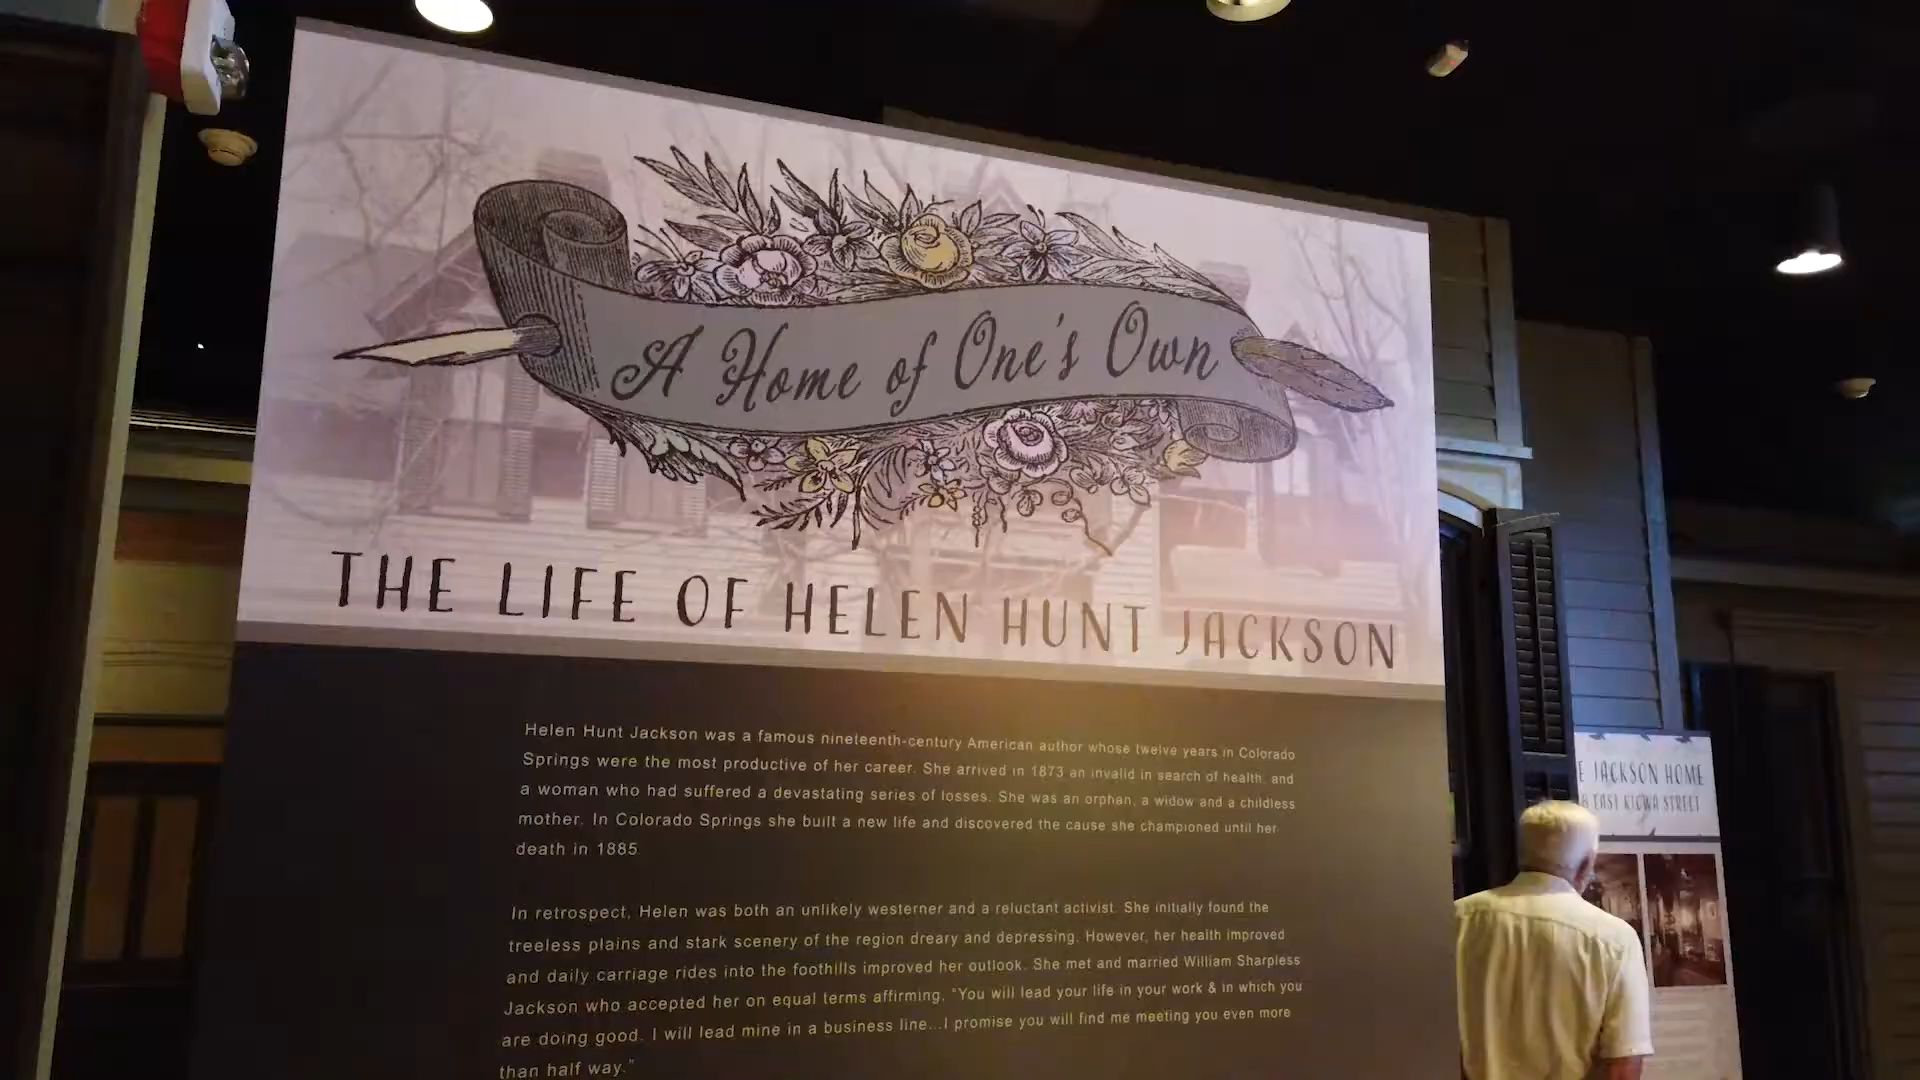 A Home of One's Own
THE LIFE OF HELEN HUNT JACKSON
Helen Hunt Jackson was a famous nineteenth-century American author whose twelve years in Colorado
Springs were the most productive of her career. She arrived in 1873 an invalid in search of health, and
a woman who had suffered a devastating series of losses. She was an orphan, a widow and a childless
mother. In Colorado Springs she built a new life and discovered the cause she championed until her
death in 1885.
In retrospect, Helen was both an unlikely westerner and a reluctant activist. She initially found the
treeless plains and stark scenery of the region dreary and depressing. However, her health improved
and daily carriage rides into the foothills improved her outlook. She met and married William Sharpless
Jackson who accepted her on equal terms affirming, "You will lead your life in your work & in which you
are doing good. I will lead mine in a business line...I promise you will find me meeting you even more
than half way."
E JACKSON HOME
EAST KIOWA STREET